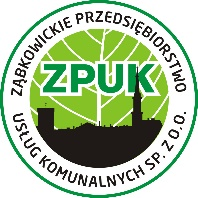 ZĄBKOWICKIE PRZEDSIĘBIORSTWO
ZPUK
USŁUG KOMUNALNYCH SP. Z O.O.